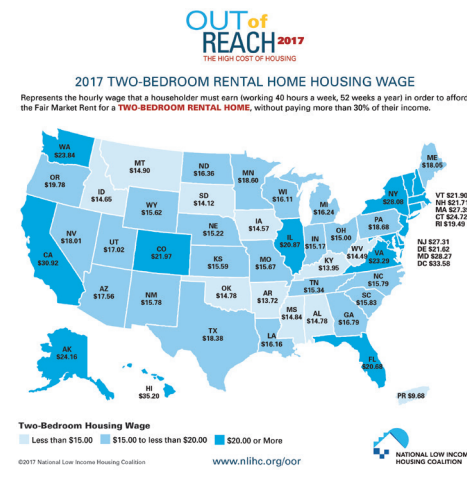 OUT of
REACH 2017
THE HIGH COST OF HOUSING
2017 TWO-BEDROOM RENTAL HOME HOUSING WAGE
Represents the hourly wage that a householder must earn (working 40 hours a week, 52 weeks a year) in order to afford
the Fair Market Rent for a TWO-BEDROOM RENTAL HOME, without paying more than 30% of their income.
WA
$23.64
OR
$19.78
ID
$14.65
MT
$14.90
ND
$16.36
MN
$18.60
WI
$16.11
MI
$16.24
ME
$18.05
NY
$28.08
VT $21.90
NH $21.71
MA $27.3
CT $24.72
RI $19.49
NJ $27.31
DE $21.62
MD $28.27
DC $33.58
SD
$14.12
WY
$15.62
NE
$15.22
IA
$14.57
IL
$20.87
IN
$15.17
OH
$15.00
PA
$18.68
WV
$14.49
VA
$23.29
NV
$18.01
UT
$17.02
CO
$21.97
KS
$15.59
MO
$15.67
KY
$13.95
CA
$30.92
AZ
$17.56
NM
$15.78
OK
$14.78
AR
$13.72
TN
$15.34
NC
$15.79
SC
$15.83
MS
$14.84
AL
$14.78
GA
$16.79
TX
$18.38
LA
$16.16
FL
$20.68
AK
$24.16
HI
$35.20
PR $9.68
Two-Bedroom Housing Wage
Less than $15.00
$15.00 to less than $20.00
$20.00 or More
©2017 National Low Income Housing Coalition
www.nlihc.org/oor
NATIONAL LOW INCOM
HOUSING COALITION